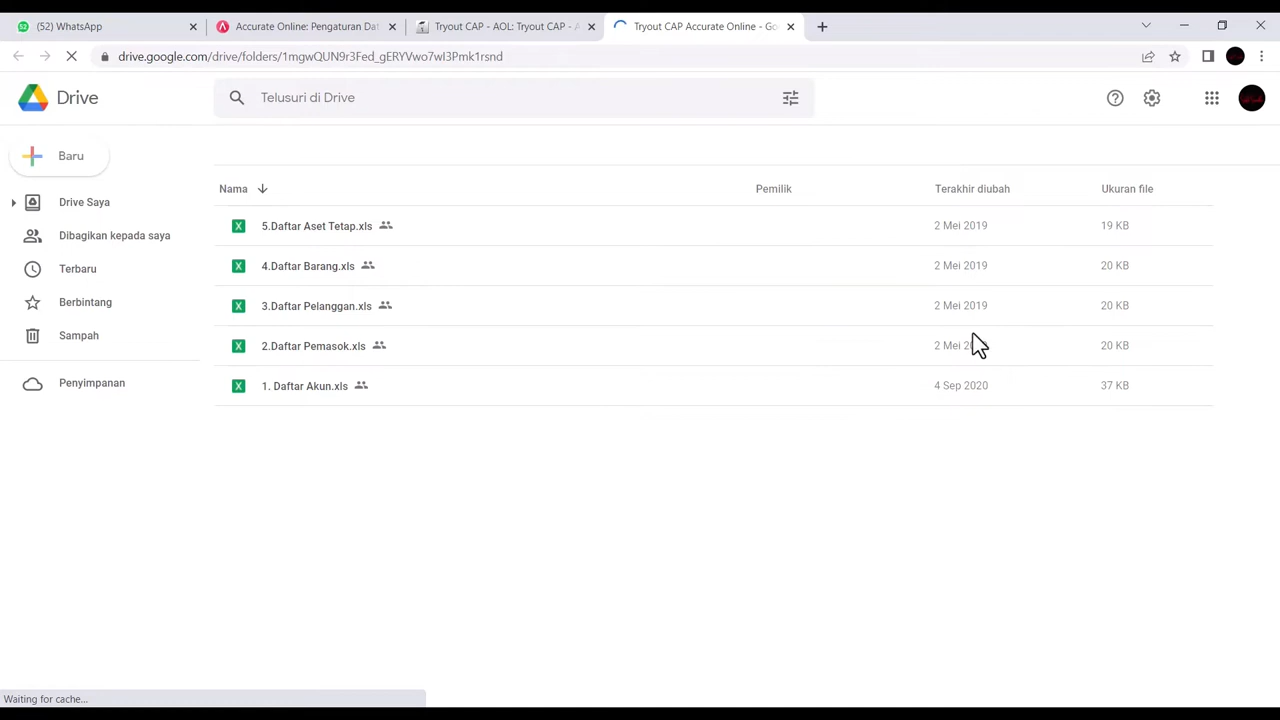 (52) WhatsApp
Accurate Online: Pengaturan Dat
Tryout CAP - AOL: Tryout CAP - A
Tryout CAP Accurate Online - Go
drive.google.com/drive/folders/1mgwQUN9r3Fed_gERYVwo7wI3Pmk1rsnd
Drive
Telusuri di Drive
Baru
Drive Saya
Dibagikan kepada saya
Terbaru
Berbintang
Sampah
Penyimpanan
Nama Pemilik Terakhir diubah Ukuran file
5.Daftar Aset Tetap.xls 2 Mei 2019 19 KB
4.Daftar Barang.xls 2 Mei 2019 20 KB
3.Daftar Pelanggan.xls 2 Mei 2019 20 KB
2.Daftar Pemasok.xls 2 Mei 20 KB
1. Daftar Akun.xls 4 Sep 2020 37 KB
Waiting for cache...